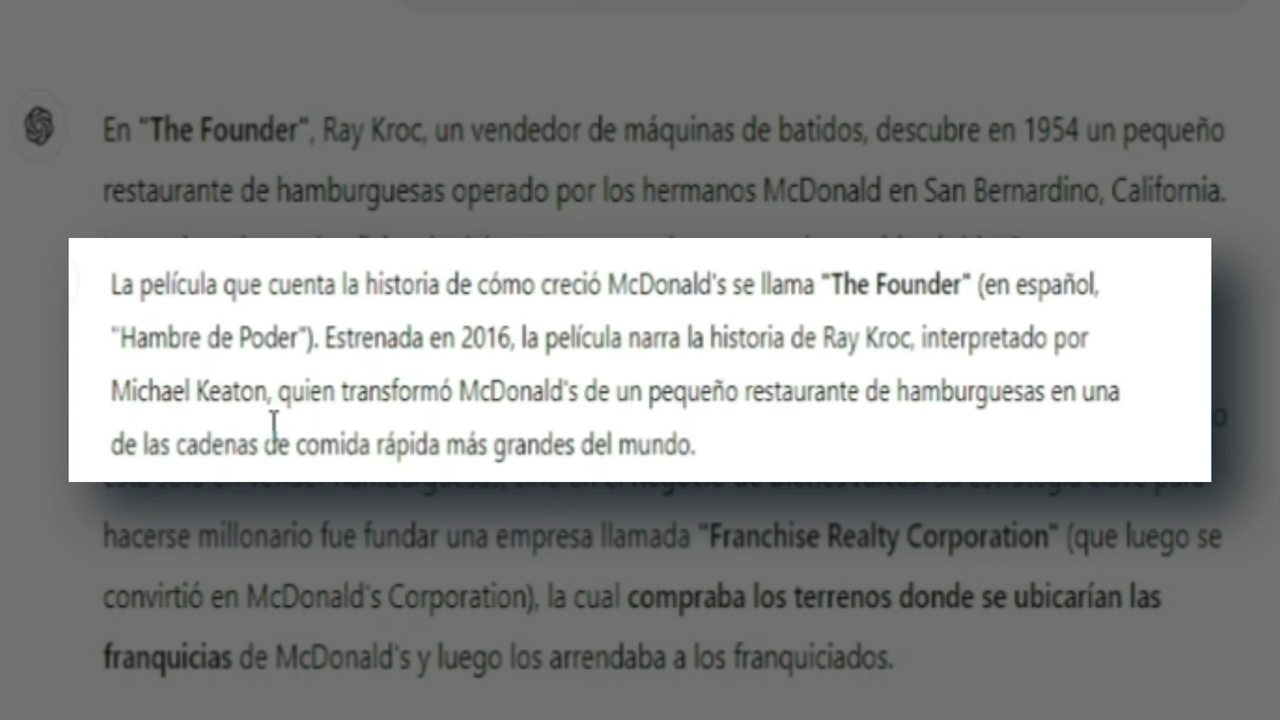 En "The Founder", Ray Kroc, un vendedor de máquinas de batidos, descubre en 1954 un pequeño
restaurante de hamburguesas operado por los hermanos McDonald en San Bernardino, California.
La película que cuenta la historia de cómo creció McDonald's se llama "The Founder" (en español,
"Hambre de Poder"). Estrenada en 2016, la película narra la historia de Ray Kroc, interpretado por
Michael Keaton, quien transformó McDonald's de un pequeño restaurante de hamburguesas en una
de las cadenas de comida rápida más grandes del mundo.
hacerse millonario fue fundar una empresa llamada "Franchise Realty Corporation" (que luego se
convirtió en McDonald's Corporation), la cual compraba los terrenos donde se ubicarían las
franquicias de McDonald's y luego los arrendaba a los franquiciados.